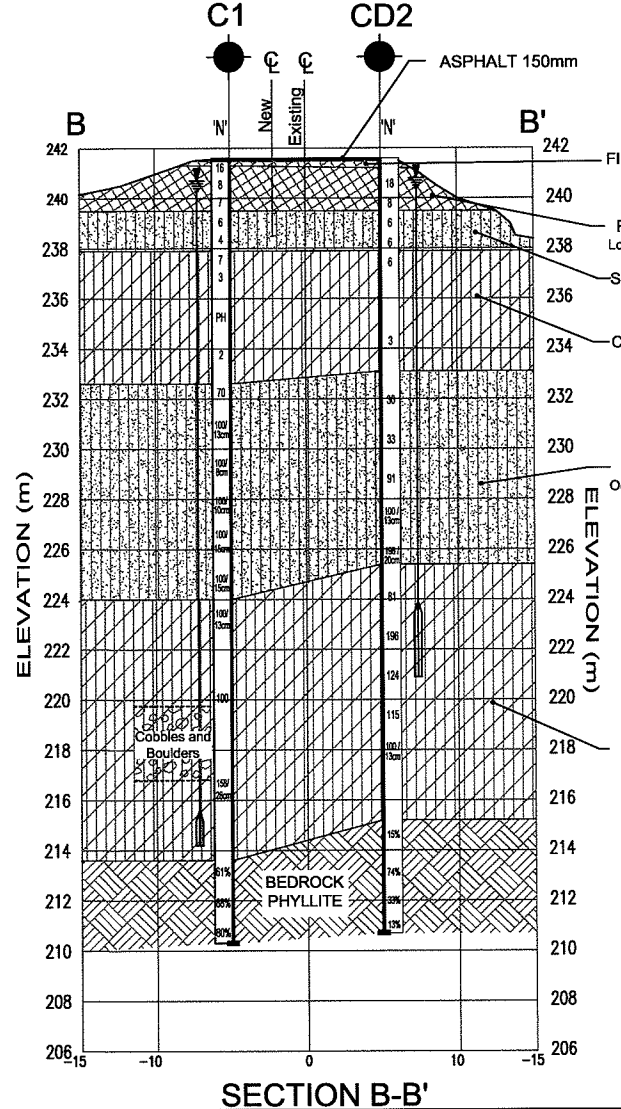 C1 CD2
ASPHALT 150mm
New
Existing
B 'N' 'N' B'
242 242
FI
16
8 18
240 7 8 240
6 6
4 6
238 238
Lo
S
7 6
3
236 236
PH
C
234 3 234
2
232 70 30 232
100/13cm 33
230 230
100/8cm 91
228 100/10cm 228
100/13cm
O
100/15cm
226 226
100/15cm
224 81 224
100/13cm
222 196 222
124
220 100 220
115
Cobbles and
Boulders
218 100/13cm 218
216 216
15%
214 214
61% BEDROCK 74%
PHYLLITE
212 33% 212
80% 13%
210 210
208 208
206 206
-15 -10 0 10 -15
ELEVATION (m)
ELEVATION (m)
SECTION B-B'